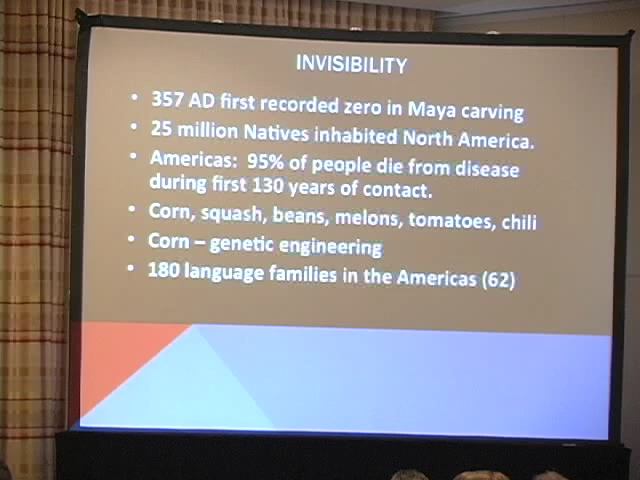 INVISIBILITY
• 357 AD first recorded zero in Maya carving
• 25 million Natives inhabited North America.
• Americas: 95% of people die from disease
during first 130 years of contact.
• Corn, squash, beans, melons, tomatoes, chili
• Corn – genetic engineering
• 180 language families in the Americas (62)